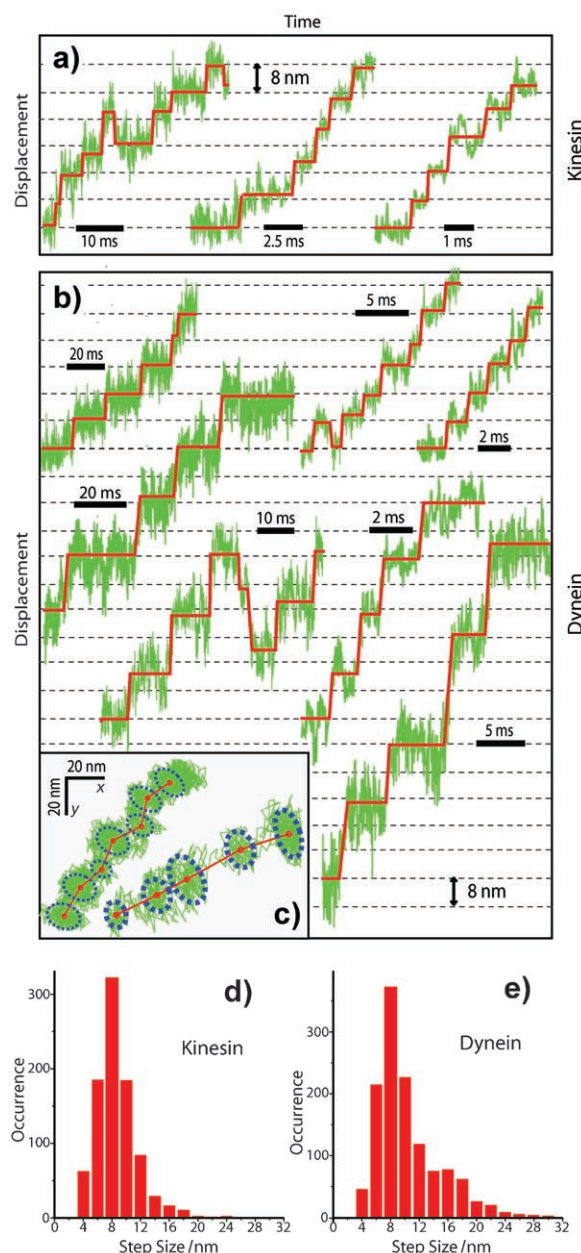 Time
a)
8 nm
Displacement
Kinesin
10 ms
2.5 ms
1 ms
b)
5 ms
20 ms
2 ms
20 ms
10 ms
2 ms
Displacement
Dynein
5 ms
20 nm
20 nm
x
y
c)
8 nm
d)
e)
300
Kinesin
Dynein
300
Occurrence
200
Occurrence
200
100
100
0
0
0 4 8 12 16 20 24 28 32
0 4 8 12 16 20 24 28 32
Step Size /nm
Step Size /nm